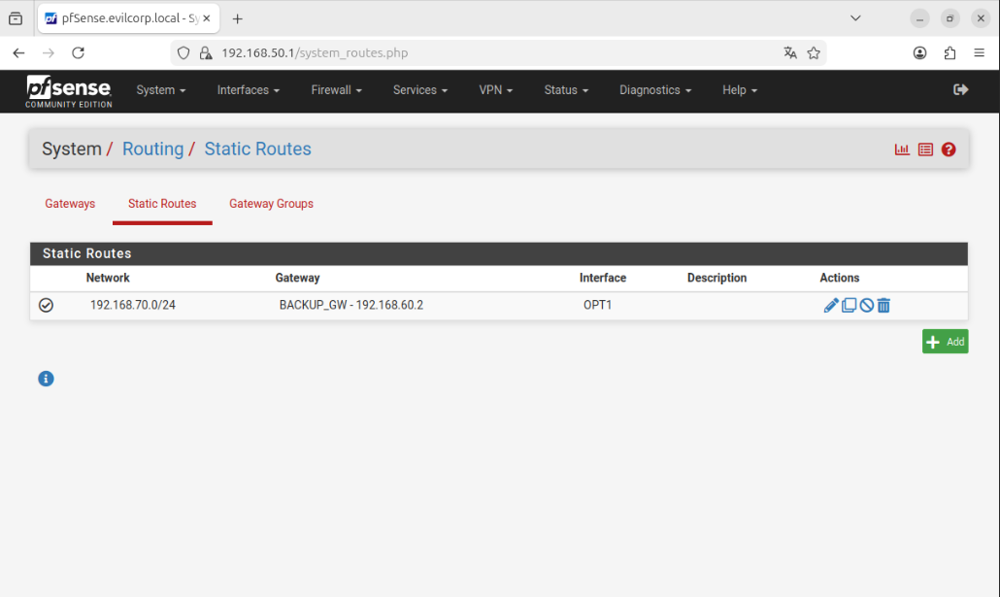 pfSense.evilcorp.local - Sy
192.168.50.1/system_routes.php
pfsense
COMMUNITY EDITION
System Interfaces Firewall Services VPN Status Diagnostics Help
System / Routing / Static Routes
Gateways Static Routes Gateway Groups
Static Routes
Network Gateway Interface Description Actions
192.168.70.0/24 BACKUP_GW - 192.168.60.2 OPT1
Add